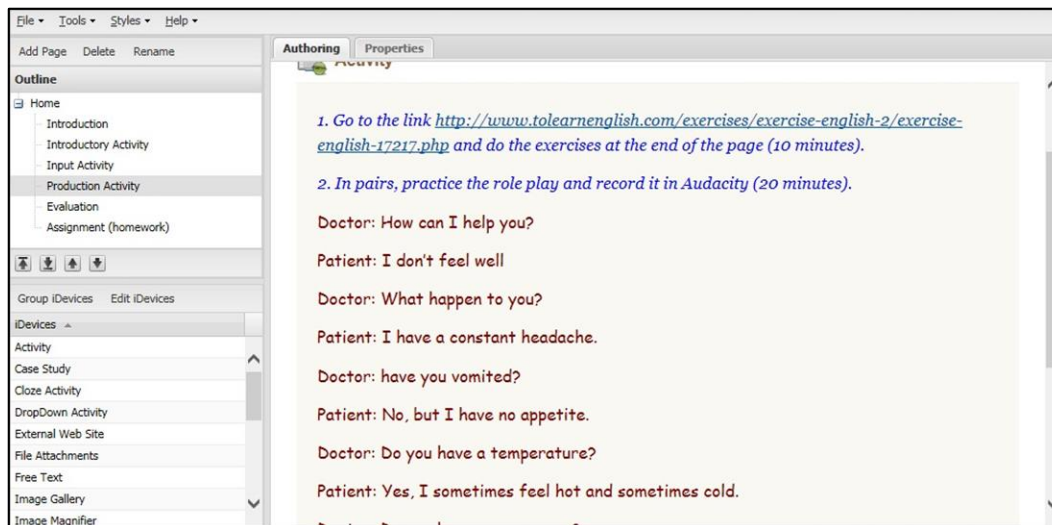 File Tools Styles Help
Add Page Delete Rename
Outline
Home
Introduction
Introductory Activity
Input Activity
Production Activity
Evaluation
Assignment (homework)
Group iDevices Edit iDevices
iDevices
Activity
Case Study
Cloze Activity
DropDown Activity
External Web Site
File Attachments
Free Text
Image Gallery
Image Magnifier
Authoring Properties
Activity
1. Go to the link http://www.tolearnenglish.com/exercises/exercise-english-2/exercise-
english-17217.php and do the exercises at the end of the page (10 minutes).
2. In pairs, practice the role play and record it in Audacity (20 minutes).
Doctor: How can I help you?
Patient: I don't feel well
Doctor: What happen to you?
Patient: I have a constant headache.
Doctor: have you vomited?
Patient: No, but I have no appetite.
Doctor: Do you have a temperature?
Patient: Yes, I sometimes feel hot and sometimes cold.